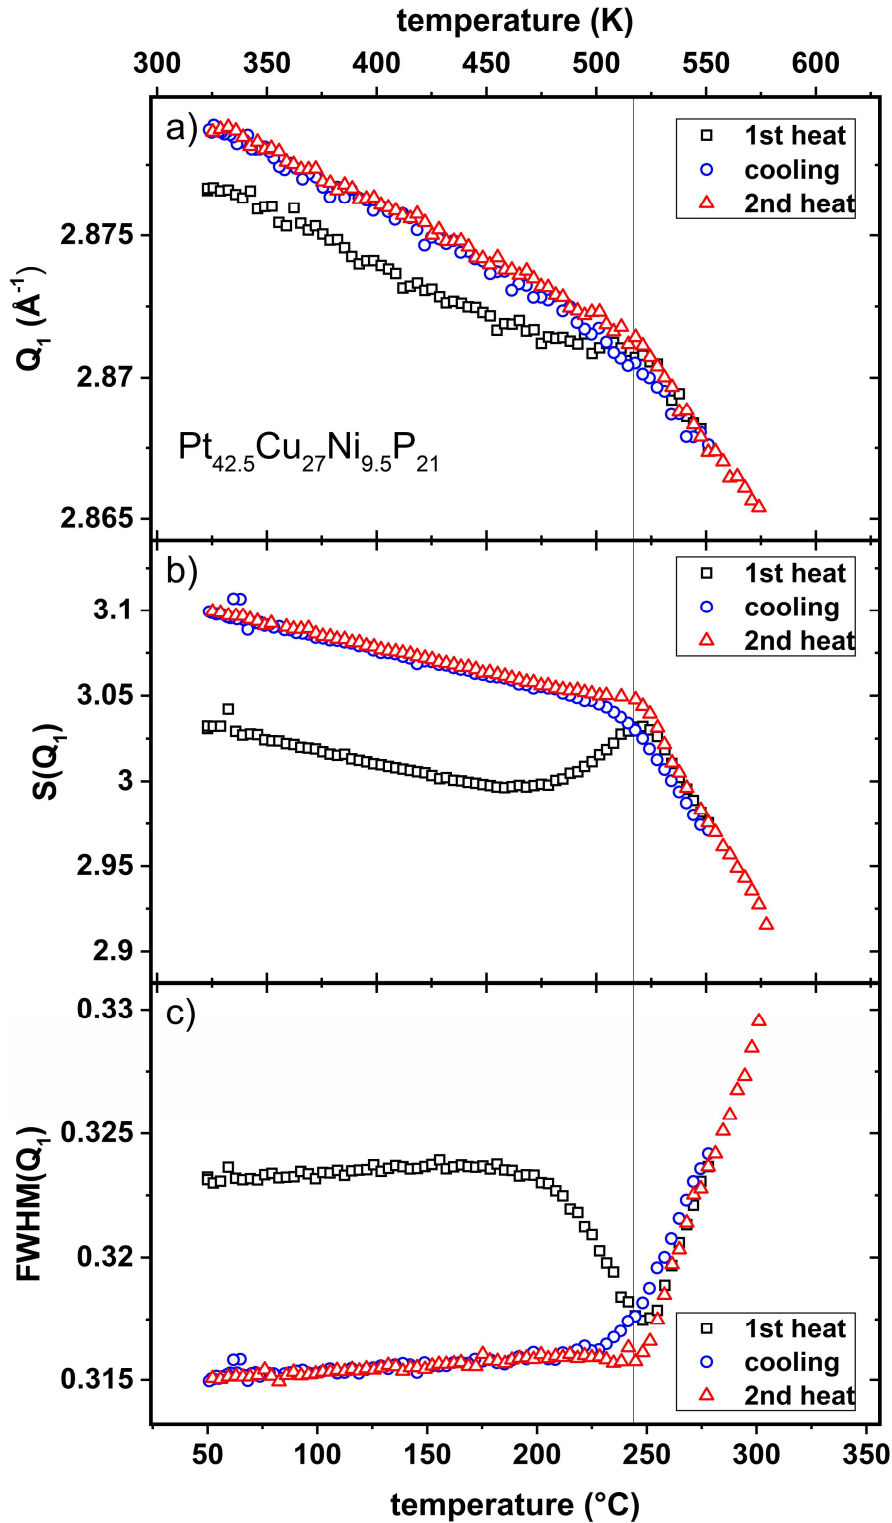 temperature (K)
300 350 400 450 500 550 600
a)
1st heat
cooling
2nd heat
2.875
2.87
2.865
Q₁ (Å⁻¹)
Pt₄₂.₅Cu₂₇Ni₉.₅P₂₁
b)
1st heat
cooling
2nd heat
3.1
3.05
3
2.95
2.9
S(Q₁)
c)
0.33
0.325
0.32
0.315
FWHM(Q₁)
1st heat
cooling
2nd heat
50 100 150 200 250 300 350
temperature (°C)